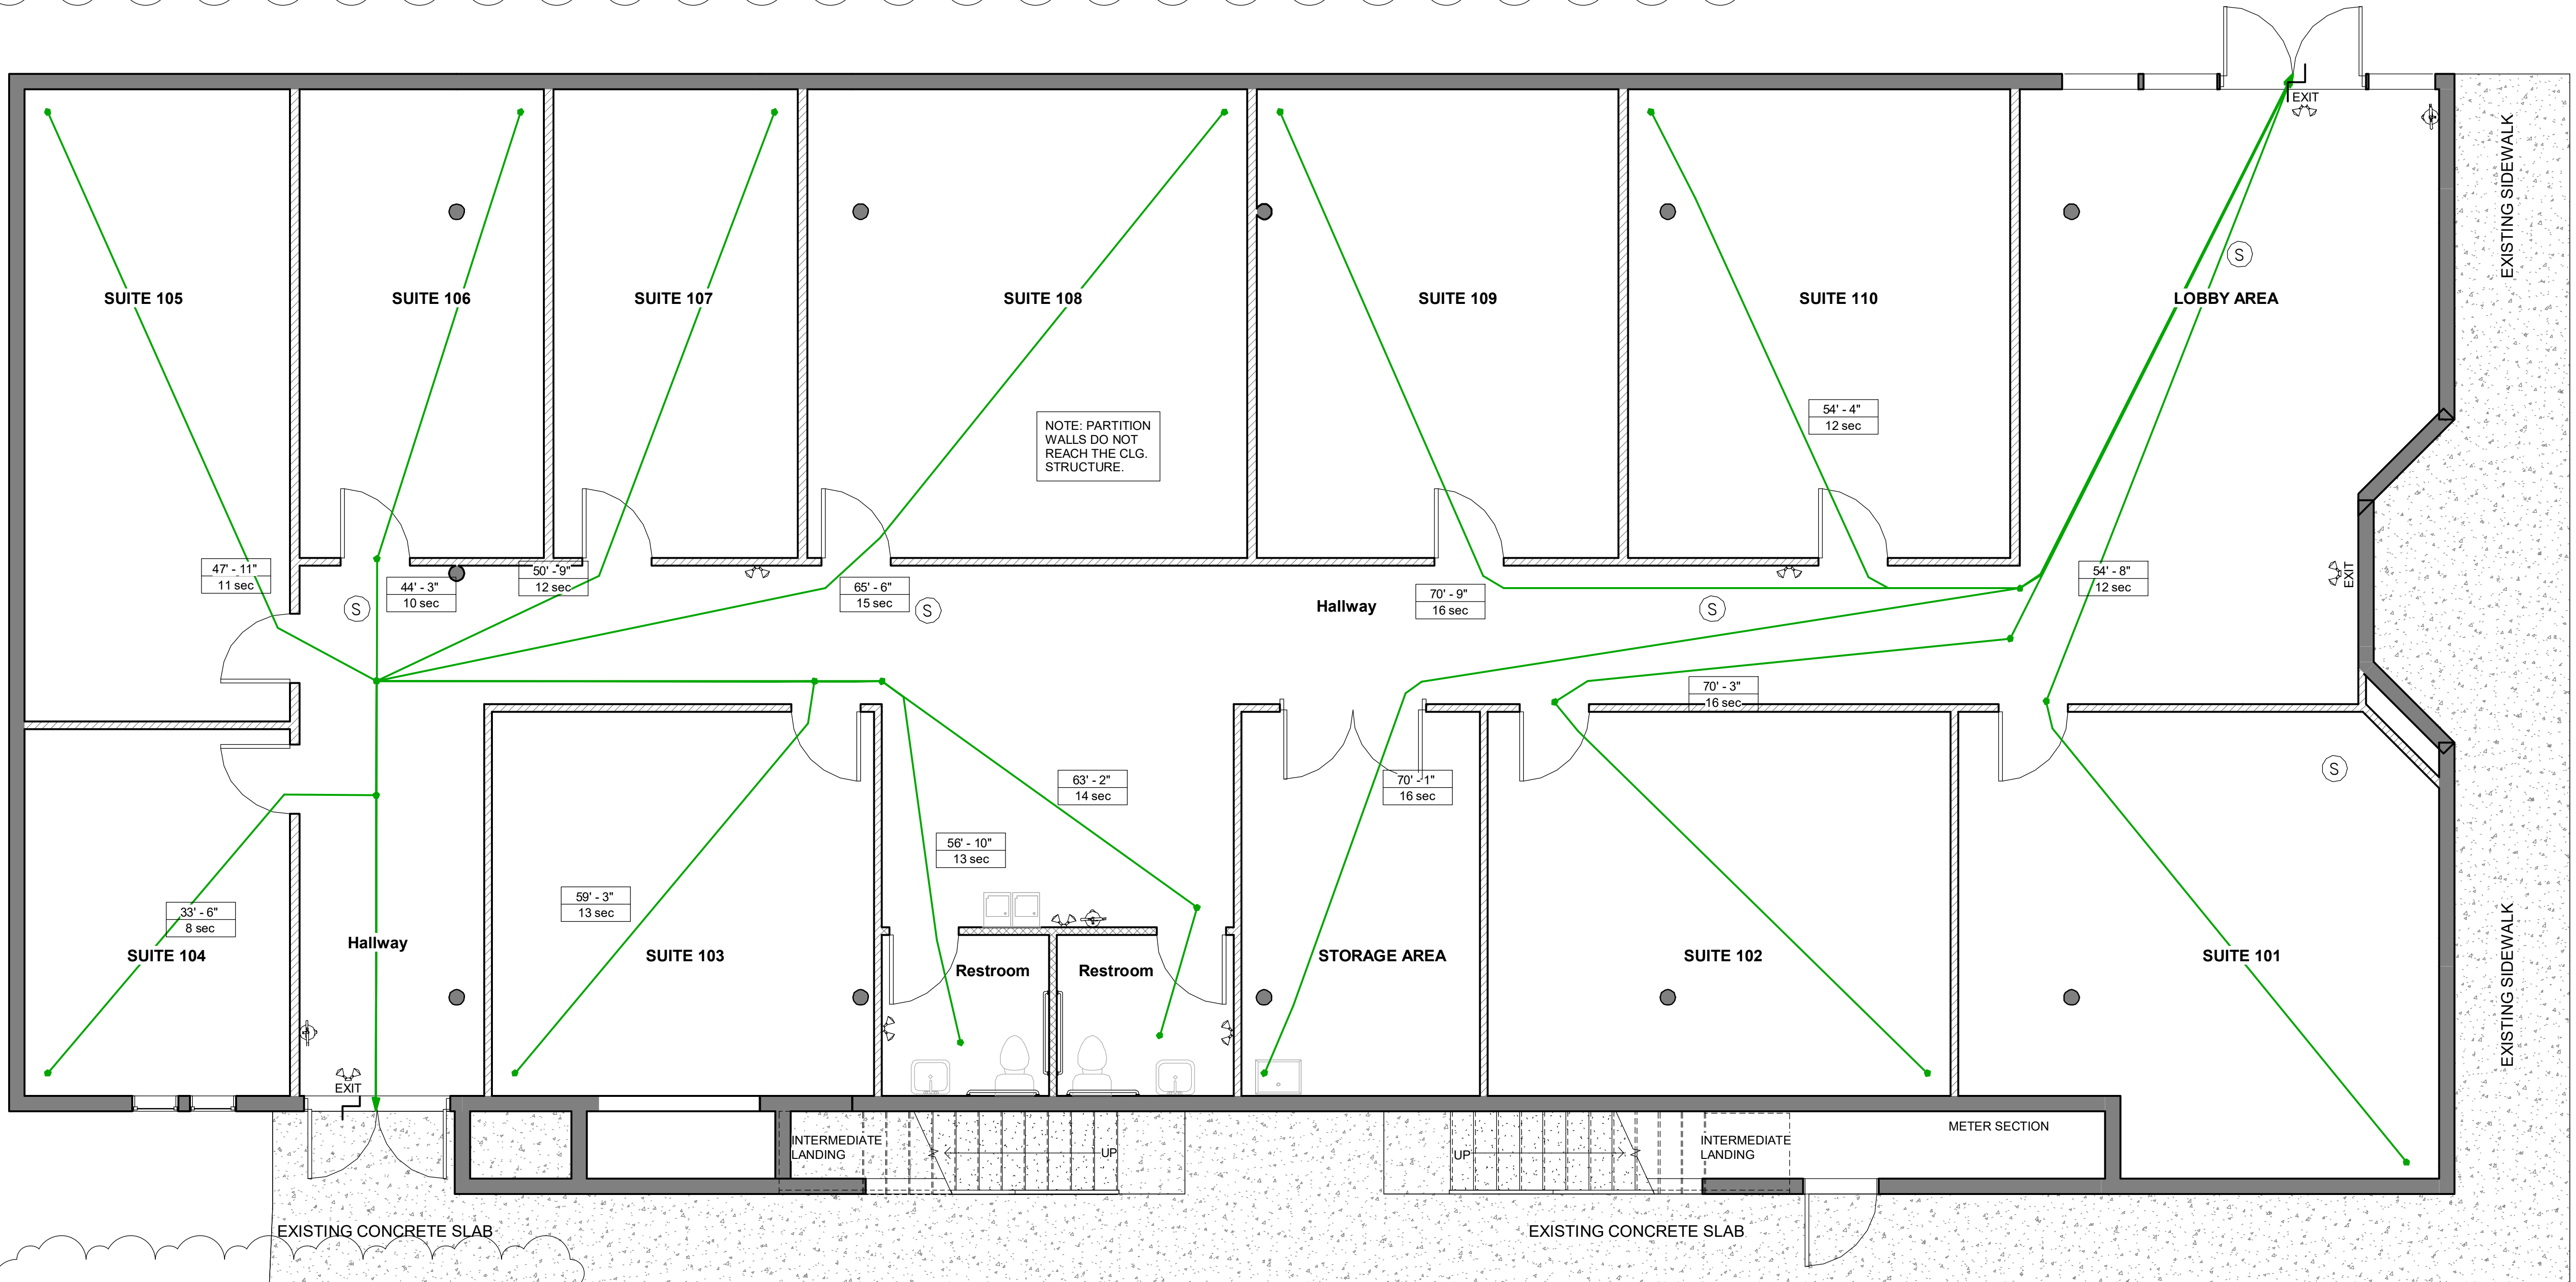 EXIT
EXISTING SIDEWALK
SUITE 105
SUITE 106
SUITE 107
SUITE 108
SUITE 109
SUITE 110
LOBBY AREA
S
NOTE: PARTITION
WALLS DO NOT
REACH THE CLG.
STRUCTURE.
54' - 4"
12 sec
47' - 11"
11 sec
44' - 3"
10 sec
50' - 9"
12 sec
65' - 6"
15 sec
70' - 9"
16 sec
54' - 8"
12 sec
EXIT
S
S
Hallway
S
70' - 3"
16 sec
63' - 2"
14 sec
70' - 1"
16 sec
S
56' - 10"
13 sec
59' - 3"
13 sec
33' - 6"
8 sec
SUITE 104
Hallway
SUITE 103
Restroom
Restroom
STORAGE AREA
SUITE 102
SUITE 101
EXISTING SIDEWALK
EXIT
INTERMEDIATE
LANDING
UP
UP
INTERMEDIATE
LANDING
METER SECTION
EXISTING CONCRETE SLAB
EXISTING CONCRETE SLAB